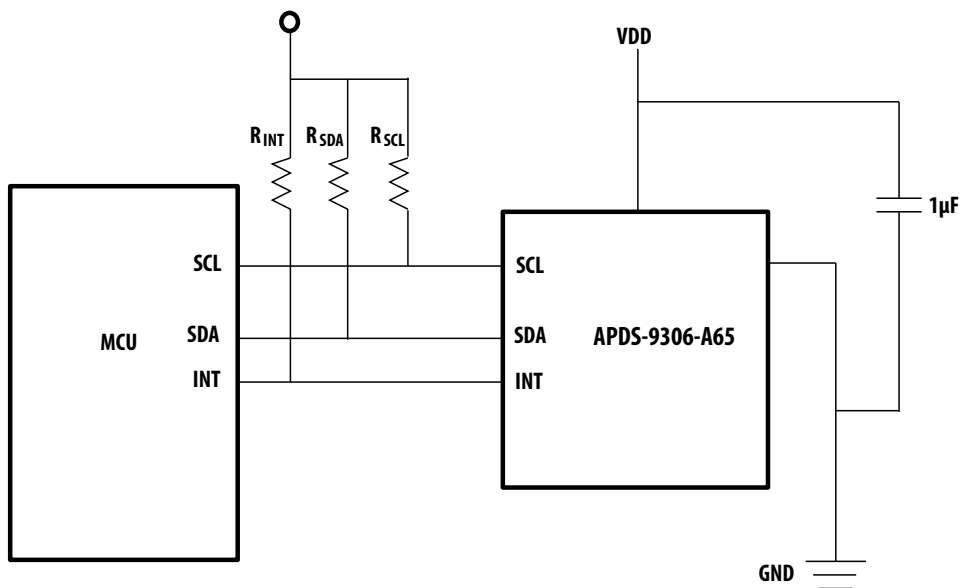 VDD
RINT RSDA RSCL
1µF
SCL SCL
MCU SDA SDA APDS-9306-A65
INT INT
GND